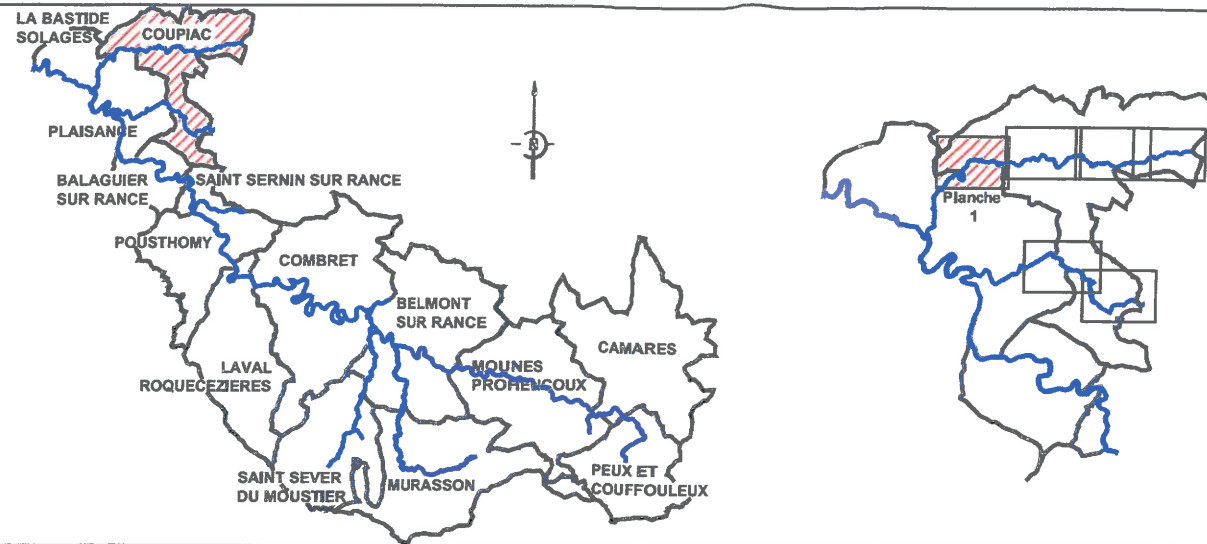 LA BASTIDE
SOLAGES
COUPIAC
PLAISANCE
BALAGUIER
SUR RANCE
SAINT SERNIN SUR RANCE
POUSTHOMY
COMBRET
BELMONT
SUR RANCE
CAMARES
LAVAL
ROQUECEZIERES
MOUNES
PROHENCOUX
SAINT SEVER
DU MOUSTIER
MURASSON
PEUX ET
COUFFOULEUX
N
Planche
1